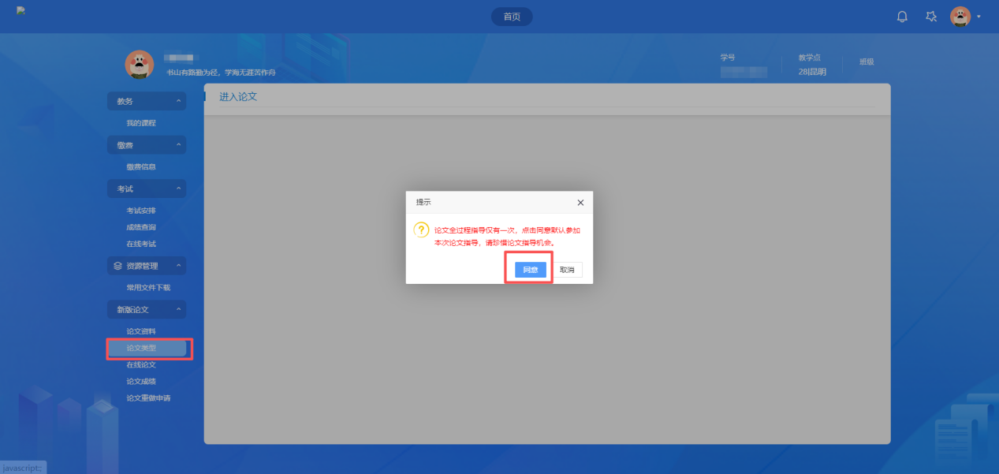 首页
书山有路勤为径，学海无涯苦作舟
学号
教学点
28|昆明
班级
教务
我的课程
缴费
缴费信息
考试
考试安排
成绩查询
在线考试
资源管理
常用文件下载
新版论文
论文资料
论文类型
在线论文
论文成绩
论文重做申请
进入论文
提示
论文全过程指导仅有一次，点击同意默认参加
本次论文指导，请珍惜论文指导机会。
同意
取消
javascript:;